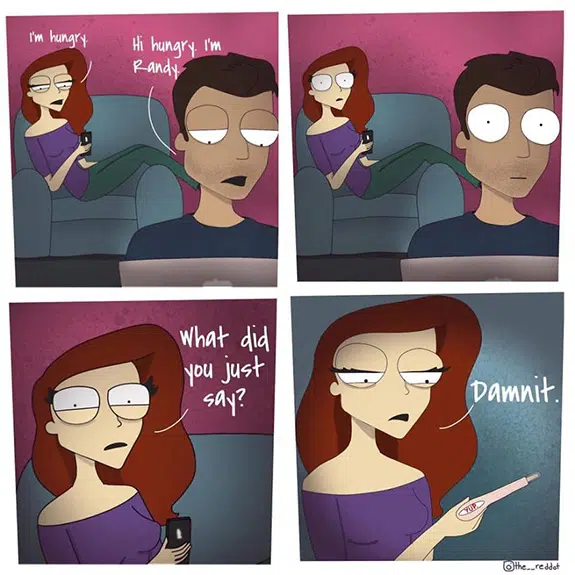 I'm hungry.
Hi hungry. I'm
Randy.
What did
you just
say?
Damnit.
YUP.
@the__reddot